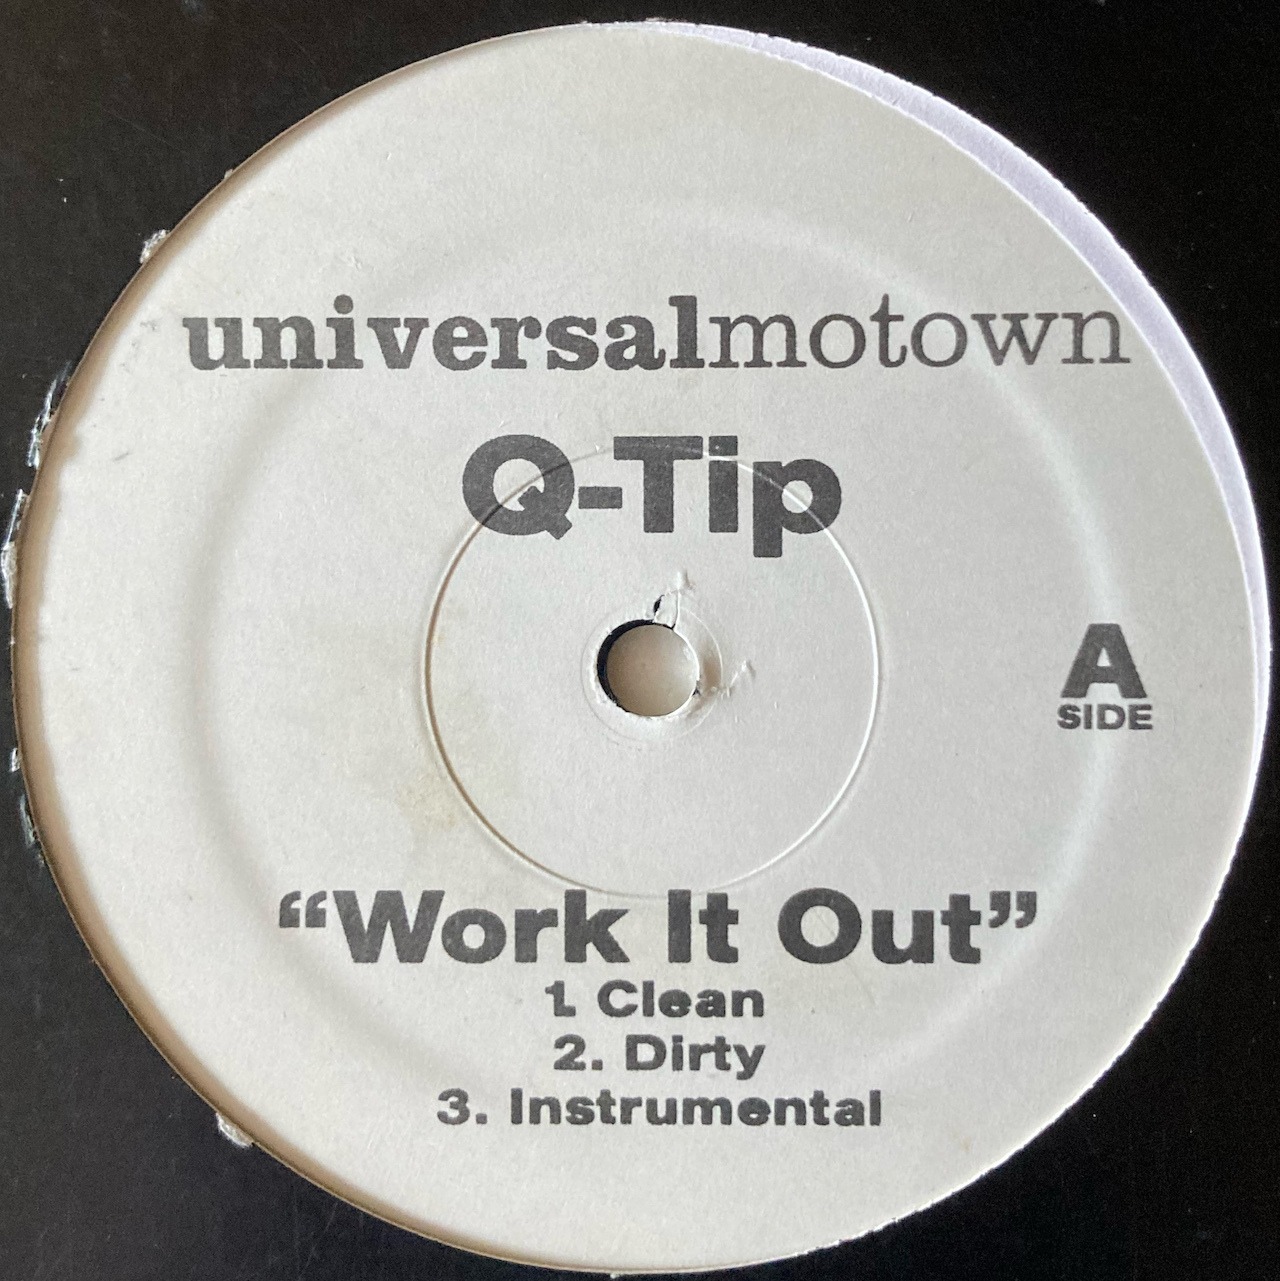 universalmotown
Q-Tip
A
SIDE
“Work It Out”
1. Clean
2. Dirty
3. Instrumental